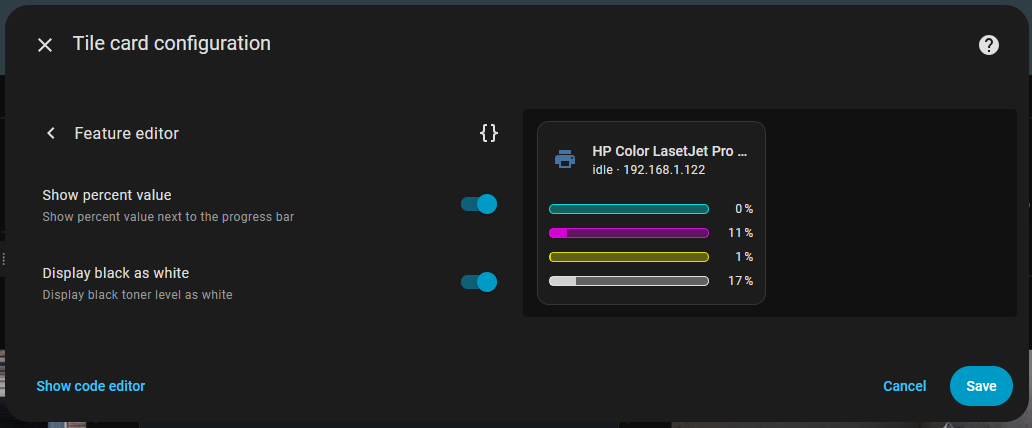 Tile card configuration
Feature editor
{}
Show percent value
Show percent value next to the progress bar
Display black as white
Display black toner level as white
HP Color LasetJet Pro ...
idle · 192.168.1.122
0 %
11 %
1 %
17 %
Show code editor
Cancel
Save